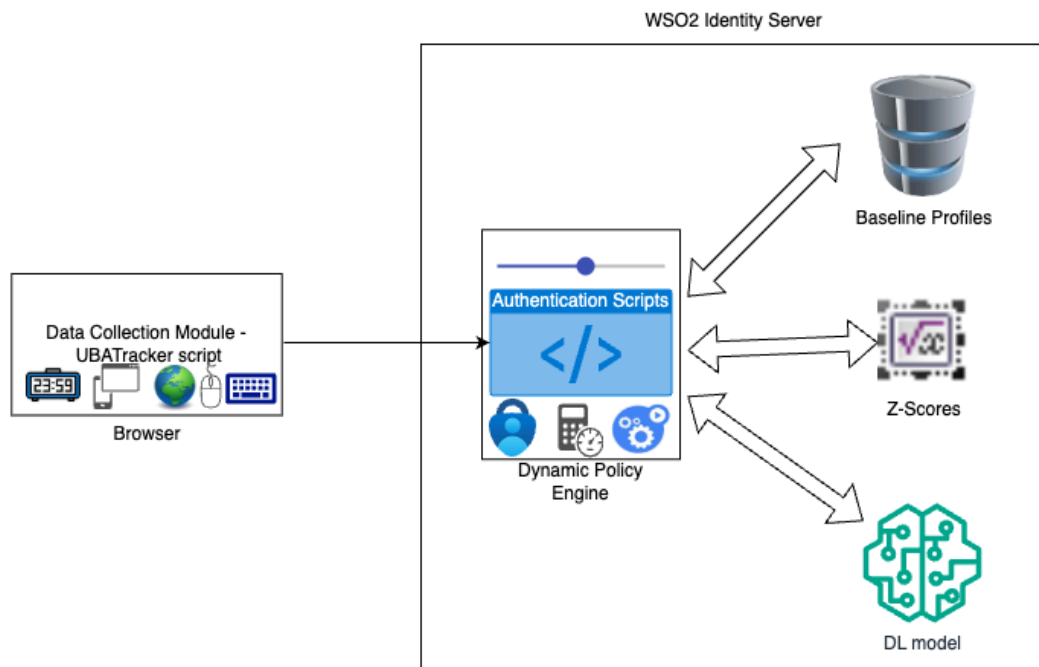 WSO2 Identity Server
Baseline Profiles
Authentication Scripts
</>
Data Collection Module -
UBATracker script
23:59
Browser
Z-Scores
Dynamic Policy
Engine
DL model